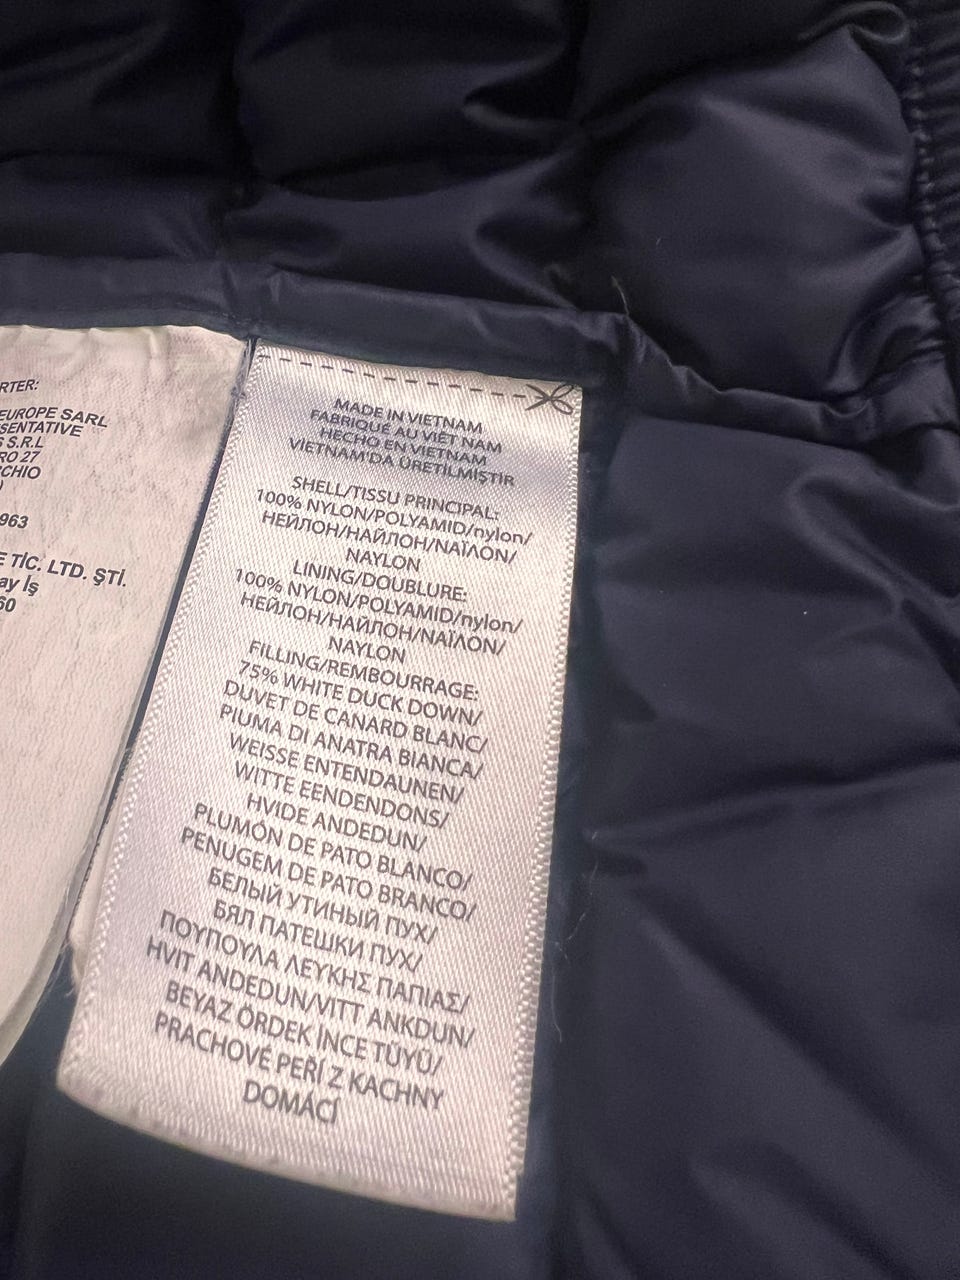 RTER:
EUROPE SARL
SENTATIVE
S S.R.L
RO 27
CCHIO
)
963
E TİC. LTD. ŞTİ.
ay İş
60
MADE IN VIETNAM
FABRIQUÉ AU VIÊT NAM
HECHO EN VIETNAM
VIETNAM'DA ÜRETİLMİŞTİR
SHELL/TISSU PRINCIPAL:
100% NYLON/POLYAMID/nylon/
НЕЙЛОН/НАЙЛОН/ΝΑΪΛΟΝ/
NAYLON
LINING/DOUBLURE:
100% NYLON/POLYAMID/nylon/
НЕЙЛОН/НАЙЛОН/ΝΑΪΛΟΝ/
NAYLON
FILLING/REMBOURRAGE:
75% WHITE DUCK DOWN/
DUVET DE CANARD BLANC/
PIUMA DI ANATRA BIANCA/
WEISSE ENTENDAUNEN/
WITTE EENDENDONS/
HVIDE ANDEDUN/
PLUMÓN DE PATO BLANCO/
PENUGEM DE PATO BRANCO/
БЕЛЫЙ УТИНЫЙ ПУХ/
БЯЛ ПАТЕШКИ ПУХ/
ΠΟΥΠΟΥΛΑ ΛΕΥΚΗΣ ΠΑΠΙΑΣ/
HVIT ANDEDUN/VITT ANKDUN/
BEYAZ ÖRDEK İNCE TÜYÜ/
PRACHOVÉ PEŘÍ Z KACHNY
DOMÁCÍ